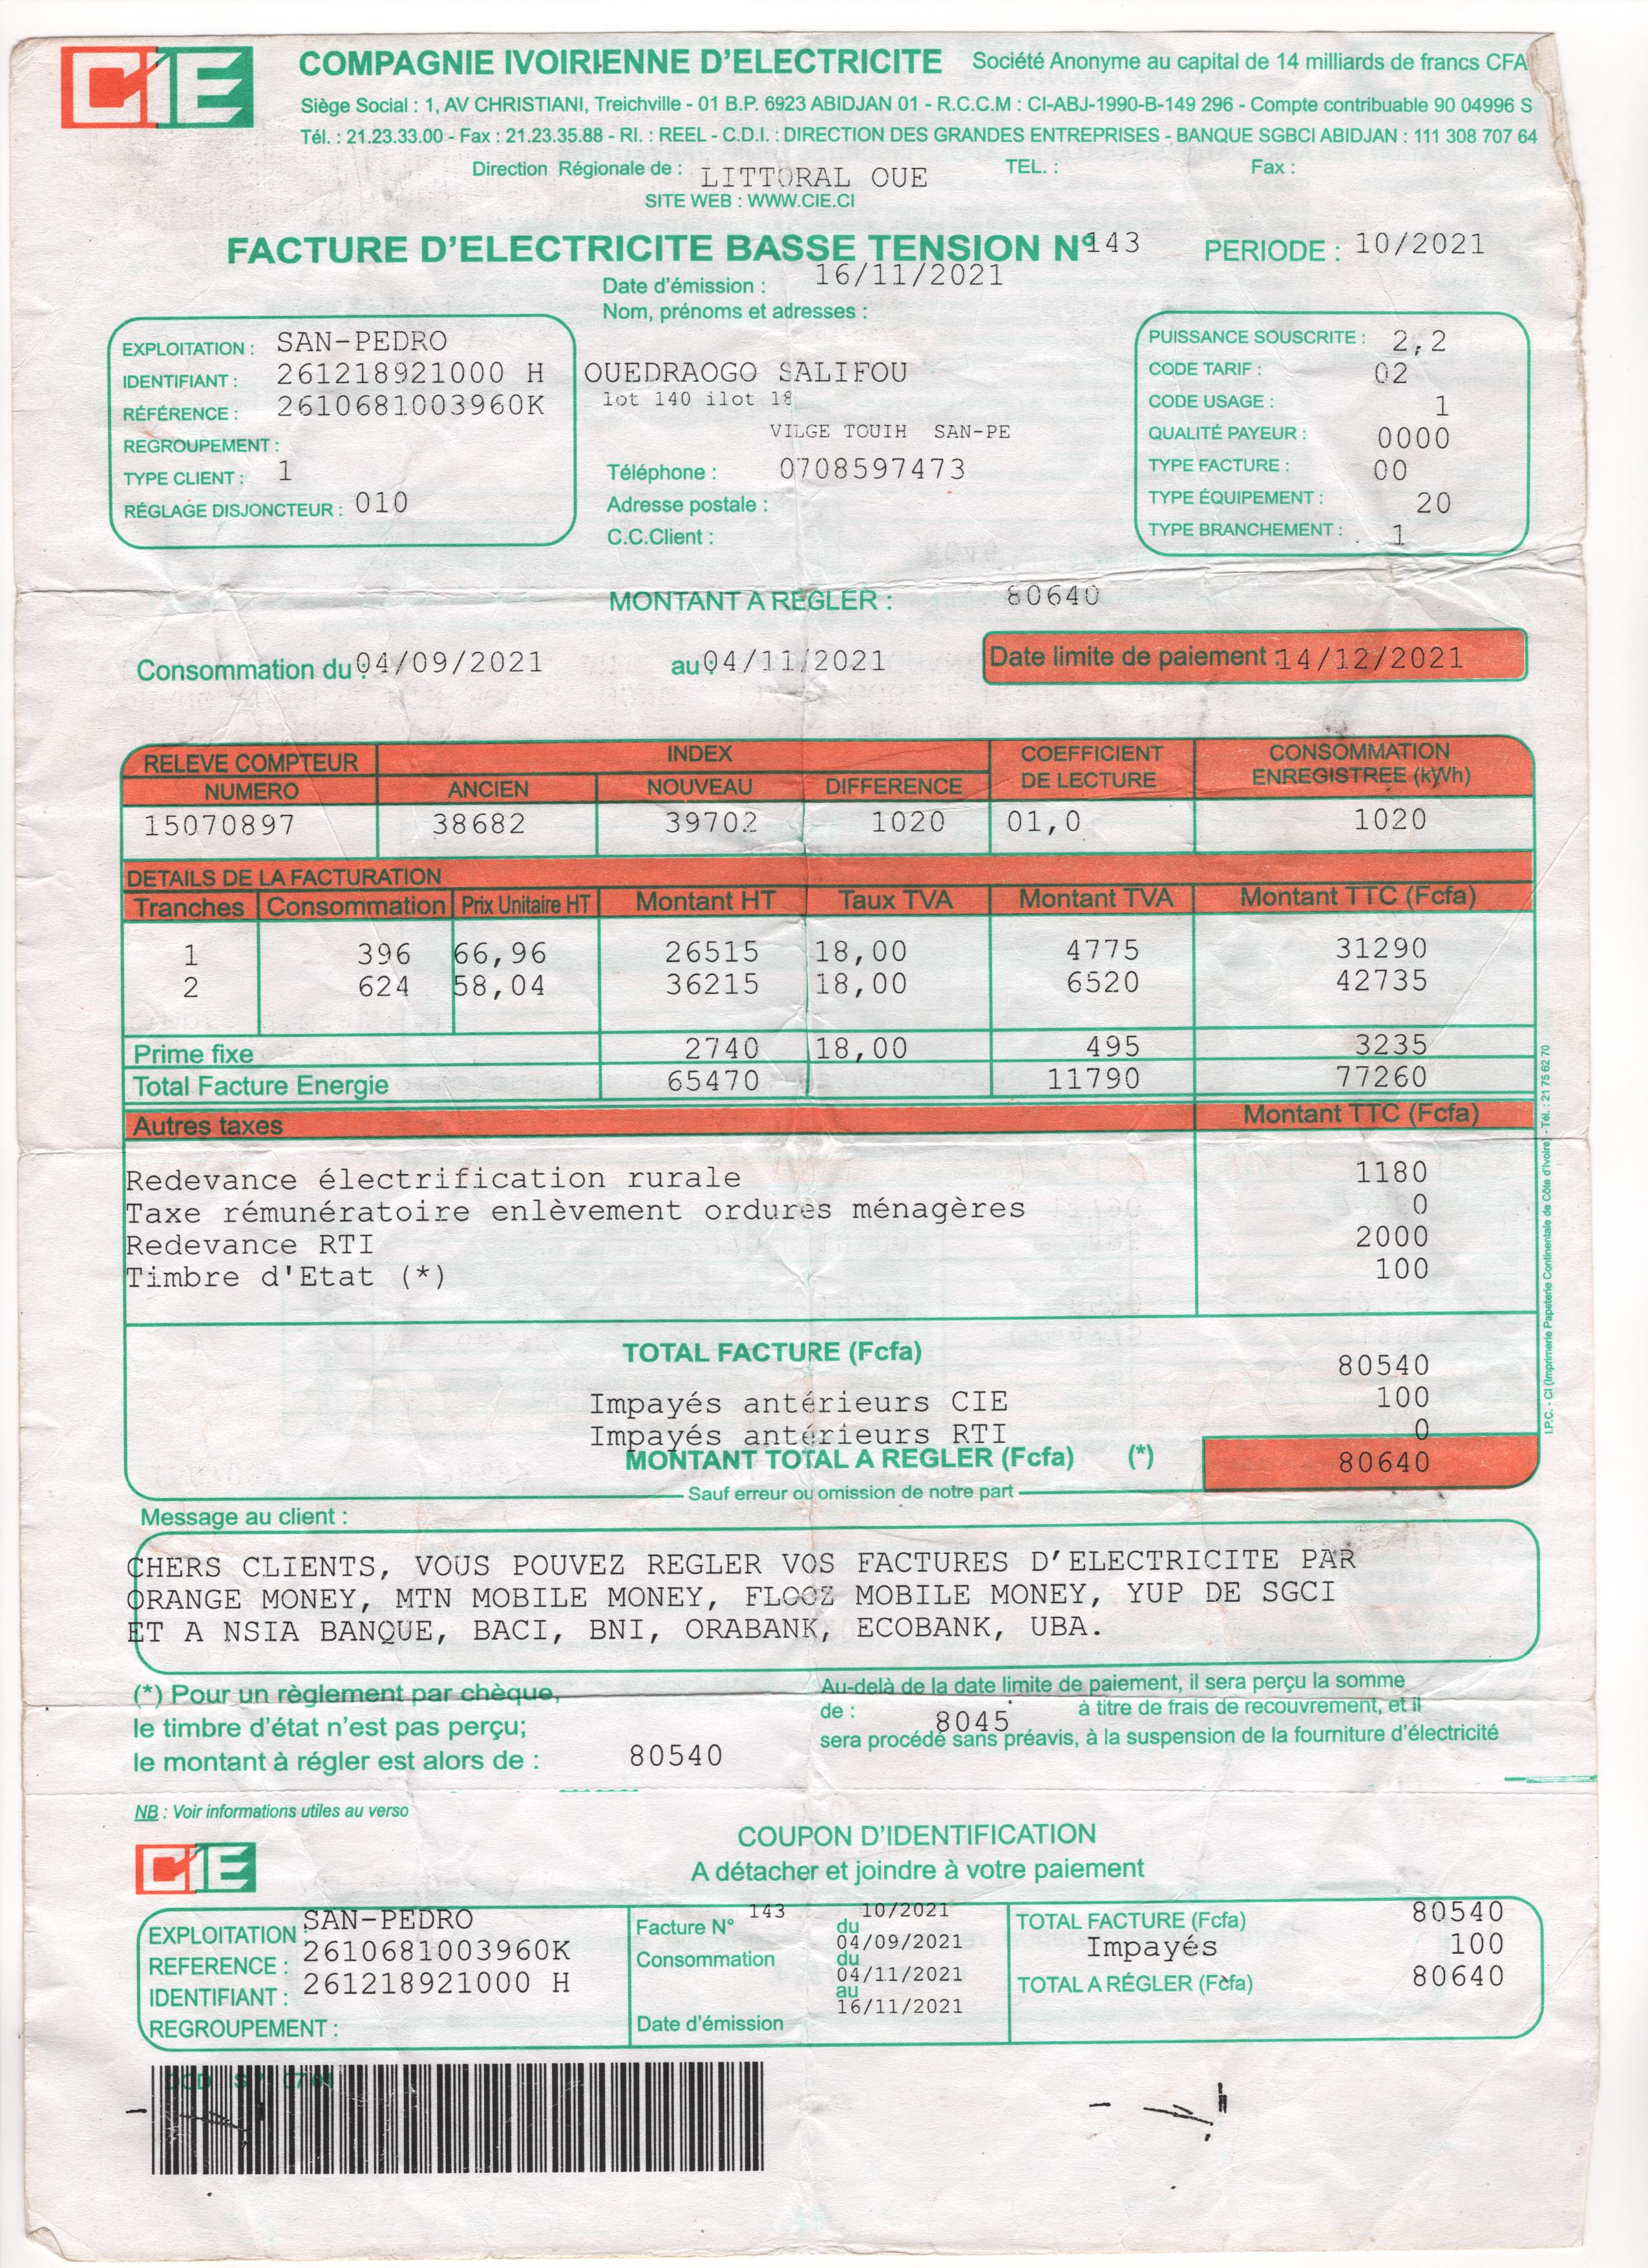 CIE
COMPAGNIE IVOIRIENNE D'ELECTRICITE Société Anonyme au capital de 14 milliards de francs CFA
Siège Social : 1, AV CHRISTIANI, Treichville - 01 B.P. 6923 ABIDJAN 01 - R.C.C.M : CI-ABJ-1990-B-149 296 - Compte contribuable 90 04996 S
Tél. : 21.23.33.00 - Fax : 21.23.35.88 - RI. : REEL - C.D.I. : DIRECTION DES GRANDES ENTREPRISES - BANQUE SGBCI ABIDJAN : 111 308 707 64
Direction Régionale de : LITTORAL OUE TEL. : Fax :
SITE WEB : WWW.CIE.CI
FACTURE D'ELECTRICITE BASSE TENSION N° 143 PERIODE : 10/2021
Date d'émission : 16/11/2021
Nom, prénoms et adresses :
EXPLOITATION : SAN-PEDRO
IDENTIFIANT : 261218921000 H
RÉFÉRENCE : 2610681003960K
REGROUPEMENT :
TYPE CLIENT : 1
RÉGLAGE DISJONCTEUR : 010
OUEDRAOGO SALIFOU
lot 140 ilot 18
VILGE TOUIH SAN-PE
Téléphone : 0708597473
Adresse postale :
C.C.Client :
PUISSANCE SOUSCRITE : 2,2
CODE TARIF : 02
CODE USAGE : 1
QUALITÉ PAYEUR : 0000
TYPE FACTURE : 00
TYPE ÉQUIPEMENT : 20
TYPE BRANCHEMENT : 1
MONTANT A REGLER : 80640
Consommation du : 04/09/2021 au : 04/11/2021 Date limite de paiement : 14/12/2021
RELEVE COMPTEUR INDEX COEFFICIENT CONSOMMATION
NUMERO ANCIEN NOUVEAU DIFFERENCE DE LECTURE ENREGISTREE (kWh)
15070897 38682 39702 1020 01,0 1020
DETAILS DE LA FACTURATION
Tranches Consommation Prix Unitaire HT Montant HT Taux TVA Montant TVA Montant TTC (Fcfa)
1 396 66,96 26515 18,00 4775 31290
2 624 58,04 36215 18,00 6520 42735
Prime fixe 2740 18,00 495 3235
Total Facture Energie 65470 11790 77260
Autres taxes Montant TTC (Fcfa)
Redevance électrification rurale 1180
Taxe rémunératoire enlèvement ordures ménagères 0
Redevance RTI 2000
Timbre d'Etat (*) 100
TOTAL FACTURE (Fcfa) 80540
Impayés antérieurs CIE 100
Impayés antérieurs RTI 0
MONTANT TOTAL A REGLER (Fcfa) (*) 80640
Sauf erreur ou omission de notre part
I.P.C. - CI (Imprimerie Papeterie Continentale de Côte d'Ivoire) - Tél. : 21 75 62 70
Message au client :
CHERS CLIENTS, VOUS POUVEZ REGLER VOS FACTURES D'ELECTRICITE PAR
ORANGE MONEY, MTN MOBILE MONEY, FLOOZ MOBILE MONEY, YUP DE SGCI
ET A NSIA BANQUE, BACI, BNI, ORABANK, ECOBANK, UBA.
(*) Pour un règlement par chèque,
le timbre d'état n'est pas perçu;
le montant à régler est alors de : 80540
Au-delà de la date limite de paiement, il sera perçu la somme
de : 8045 à titre de frais de recouvrement, et il
sera procédé sans préavis, à la suspension de la fourniture d'électricité
NB : Voir informations utiles au verso
CIE
COUPON D'IDENTIFICATION
A détacher et joindre à votre paiement
EXPLOITATION : SAN-PEDRO
REFERENCE : 2610681003960K
IDENTIFIANT : 261218921000 H
REGROUPEMENT :
Facture N° 143 du 10/2021
Consommation du 04/09/2021
au 04/11/2021
Date d'émission 16/11/2021
TOTAL FACTURE (Fcfa) 80540
Impayés 100
TOTAL A RÉGLER (Fcfa) 80640